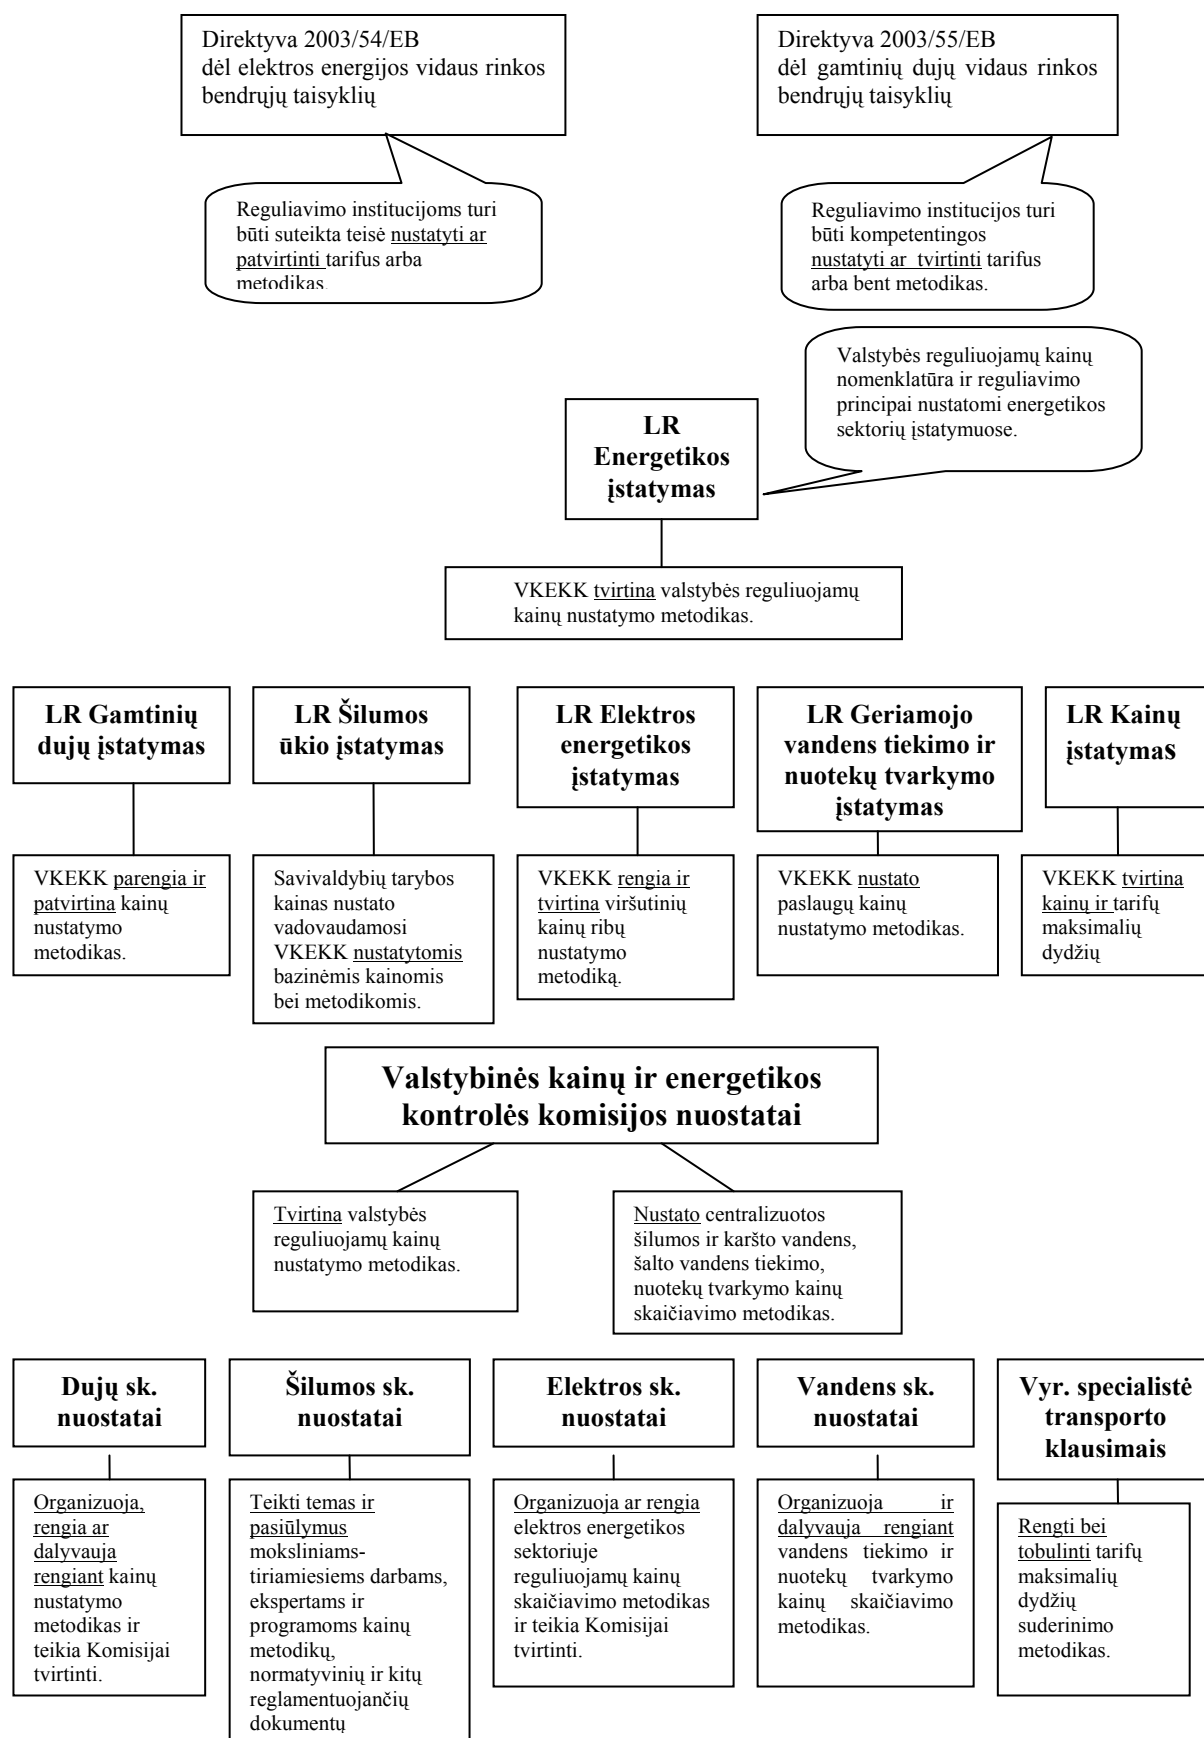 Direktyva 2003/54/EB
dėl elektros energijos vidaus rinkos
bendrųjų taisyklių
Direktyva 2003/55/EB
dėl gamtinių dujų vidaus rinkos
bendrųjų taisyklių
Reguliavimo institucijoms turi
būti suteikta teisė nustatyti ar
patvirtinti tarifus arba
metodikas.
Reguliavimo institucijos turi
būti kompetentingos
nustatyti ar tvirtinti tarifus
arba bent metodikas.
Valstybės reguliuojamų kainų
nomenklatūra ir reguliavimo
principai nustatomi energetikos
sektorių įstatymuose.
LR
Energetikos
įstatymas
VKEKK tvirtina valstybės reguliuojamų
kainų nustatymo metodikas.
LR Gamtinių
dujų įstatymas
LR Šilumos
ūkio įstatymas
LR Elektros
energetikos
įstatymas
LR Geriamojo
vandens tiekimo ir
nuotekų tvarkymo
įstatymas
LR Kainų
įstatymas
VKEKK parengia ir
patvirtina kainų
nustatymo
metodikas.
Savivaldybių tarybos
kainas nustato
vadovaudamosi
VKEKK nustatytomis
bazinėmis kainomis
bei metodikomis.
VKEKK rengia ir
tvirtina viršutinių
kainų ribų
nustatymo
metodiką.
VKEKK nustato
paslaugų kainų
nustatymo metodikas.
VKEKK tvirtina
kainų ir tarifų
maksimalių
dydžių
Valstybinės kainų ir energetikos
kontrolės komisijos nuostatai
Tvirtina valstybės
reguliuojamų kainų
nustatymo metodikas.
Nustato centralizuotos
šilumos ir karšto vandens,
šalto vandens tiekimo,
nuotekų tvarkymo kainų
skaičiavimo metodikas.
Dujų sk.
nuostatai
Šilumos sk.
nuostatai
Elektros sk.
nuostatai
Vandens sk.
nuostatai
Vyr. specialistė
transporto
klausimais
Organizuoja,
rengia ar
dalyvauja
rengiant kainų
nustatymo
metodikas ir
teikia Komisijai
tvirtinti.
Teikti temas ir
pasiūlymus
moksliniams-
tiriamiesiems darbams,
ekspertams ir
programoms kainų
metodikų,
normatyvinių ir kitų
reglamentuojančių
dokumentų
Organizuoja ar rengia
elektros energetikos
sektoriuje
reguliuojamų kainų
skaičiavimo metodikas
ir teikia Komisijai
tvirtinti.
Organizuoja ir
dalyvauja rengiant
vandens tiekimo ir
nuotekų tvarkymo
kainų skaičiavimo
metodikas.
Rengti bei
tobulinti tarifų
maksimalių
dydžių
suderinimo
metodikas.